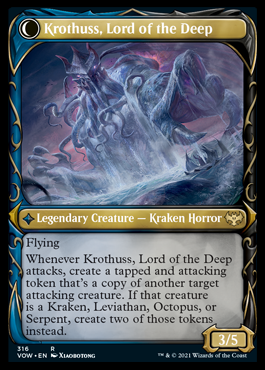 Krothuss, Lord of the Deep
Legendary Creature — Kraken Horror
Flying
Whenever Krothuss, Lord of the Deep
attacks, create a tapped and attacking
token that's a copy of another target
attacking creature. If that creature
is a Kraken, Leviathan, Octopus, or
Serpent, create two of those tokens
instead.
3/5
316 R
VOW • EN XIAOBOTONG
™ & © 2021 Wizards of the Coast